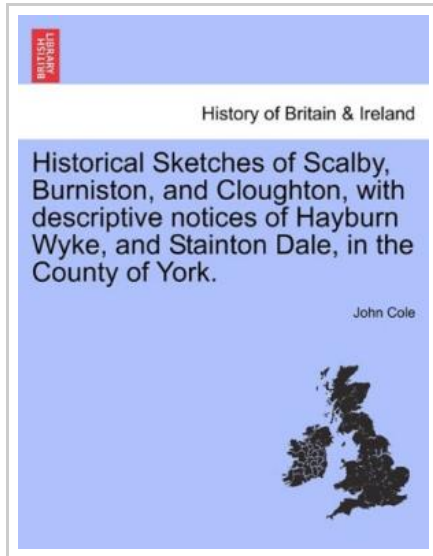 BRITISH
LIBRARY
History of Britain & Ireland
Historical Sketches of Scalby,
Burniston, and Cloughton, with
descriptive notices of Hayburn
Wyke, and Stainton Dale, in the
County of York.
John Cole